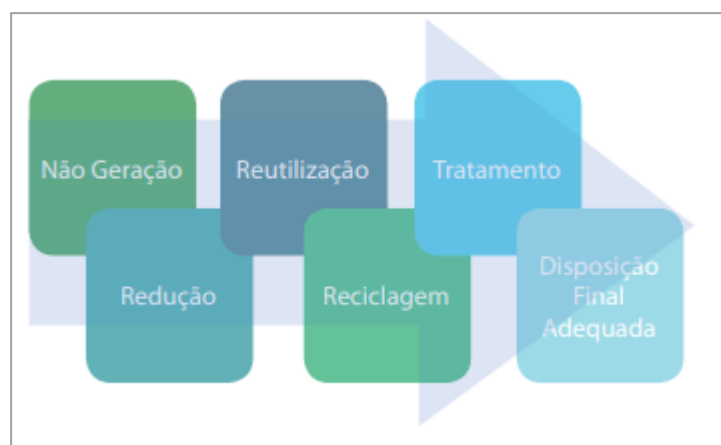 Não Geração
Reutilização
Tratamento
Redução
Reciclagem
Disposição
Final
Adequada